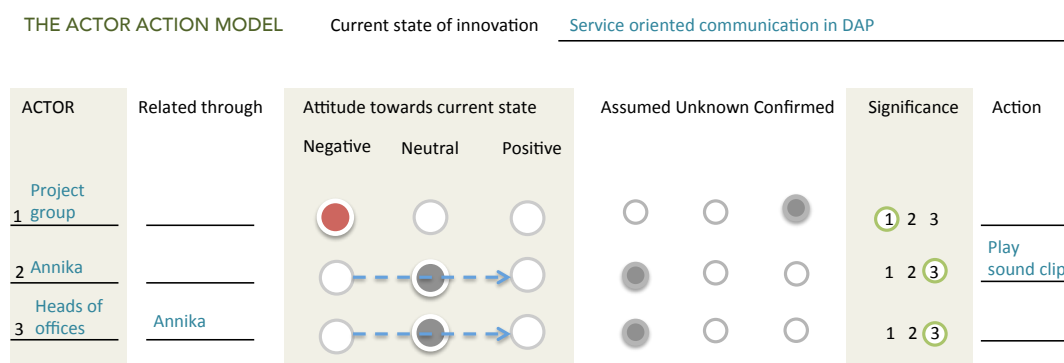 THE ACTOR ACTION MODEL Current state of innovation Service oriented communication in DAP
ACTOR Related through Attitude towards current state Assumed Unknown Confirmed Significance Action
Negative Neutral Positive
Project
1 group 1 2 3
Play
2 Annika 1 2 3 sound clip
Heads of
3 offices Annika 1 2 3